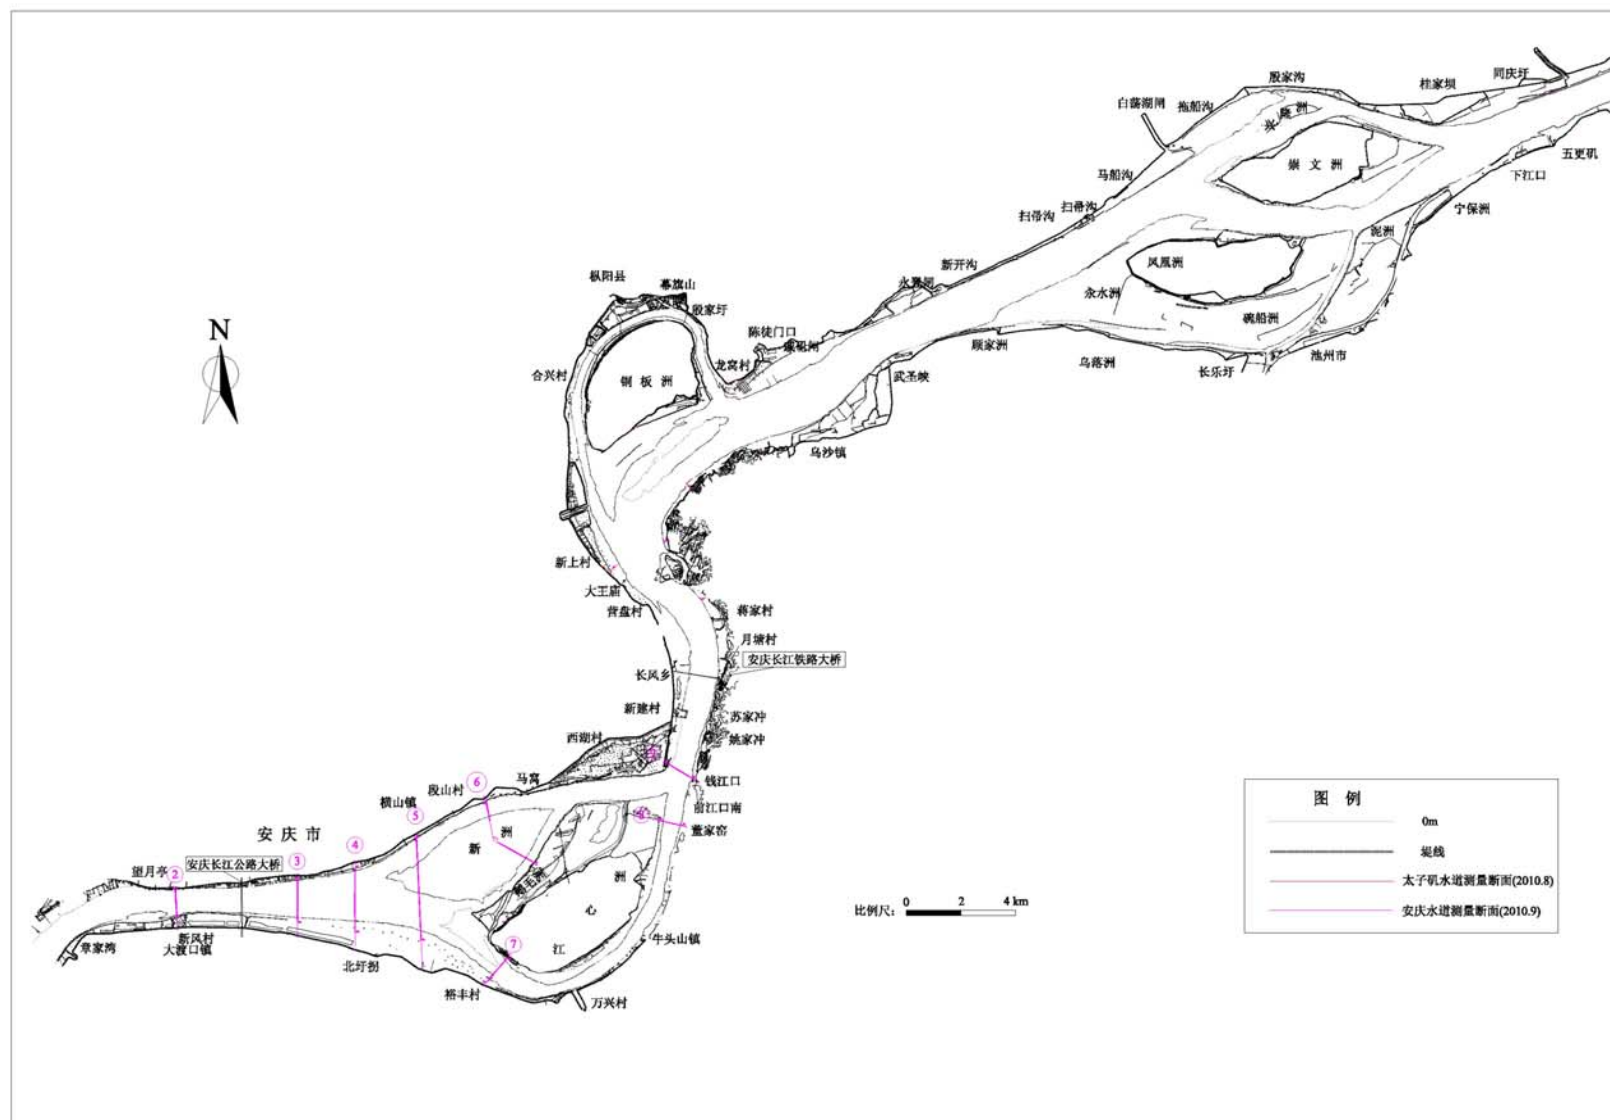 殷家沟
桂家坝
同庆圩
白荡湖闸
拖船沟
兴隆洲
崇文洲
五更矶
马船沟
下江口
扫帚沟
扫帚沟
宁保洲
泥洲
新开沟
凤凰洲
枞阳县
幕旗山
殷家圩
永登圩
汆水洲
碗船洲
陈徒门口
顾家洲
乌落洲
长乐圩
池州市
龙窝村
合兴村
铜板洲
武圣峡
乌沙镇
N
新上村
大王庙
营盘村
蒋家村
月塘村
安庆长江铁路大桥
长风乡
新建村
苏家冲
姚家冲
西湖村
钱江口
马窝
⑥
段山村
前江口南
横山镇
⑤
董家窑
⑧
新洲
安庆市
④
③
②
望月亭
安庆长江公路大桥
鹅毛洲
江心洲
章家湾
新风村
大渡口镇
北圩拐
⑦
牛头山镇
裕丰村
万兴村
比例尺：
0 2 4 km
图 例
0m
堤线
太子矶水道测量断面(2010.8)
安庆水道测量断面(2010.9)